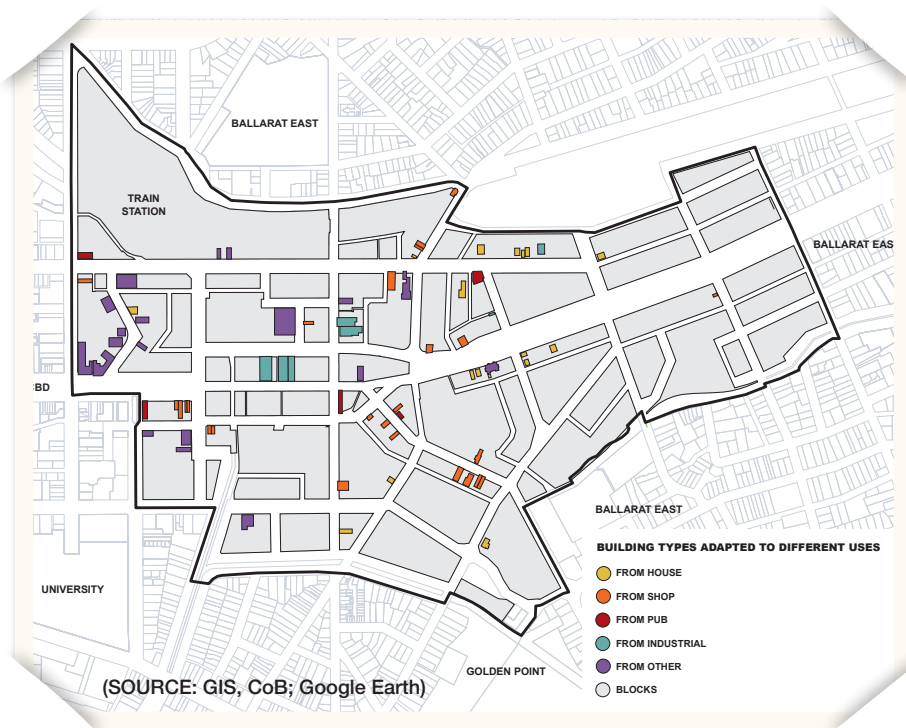 BALLARAT EAST
TRAIN
STATION
BALLARAT EAS
CBD
BALLARAT EAST
UNIVERSITY
GOLDEN POINT
BUILDING TYPES ADAPTED TO DIFFERENT USES
FROM HOUSE
FROM SHOP
FROM PUB
FROM INDUSTRIAL
FROM OTHER
BLOCKS
(SOURCE: GIS, CoB; Google Earth)